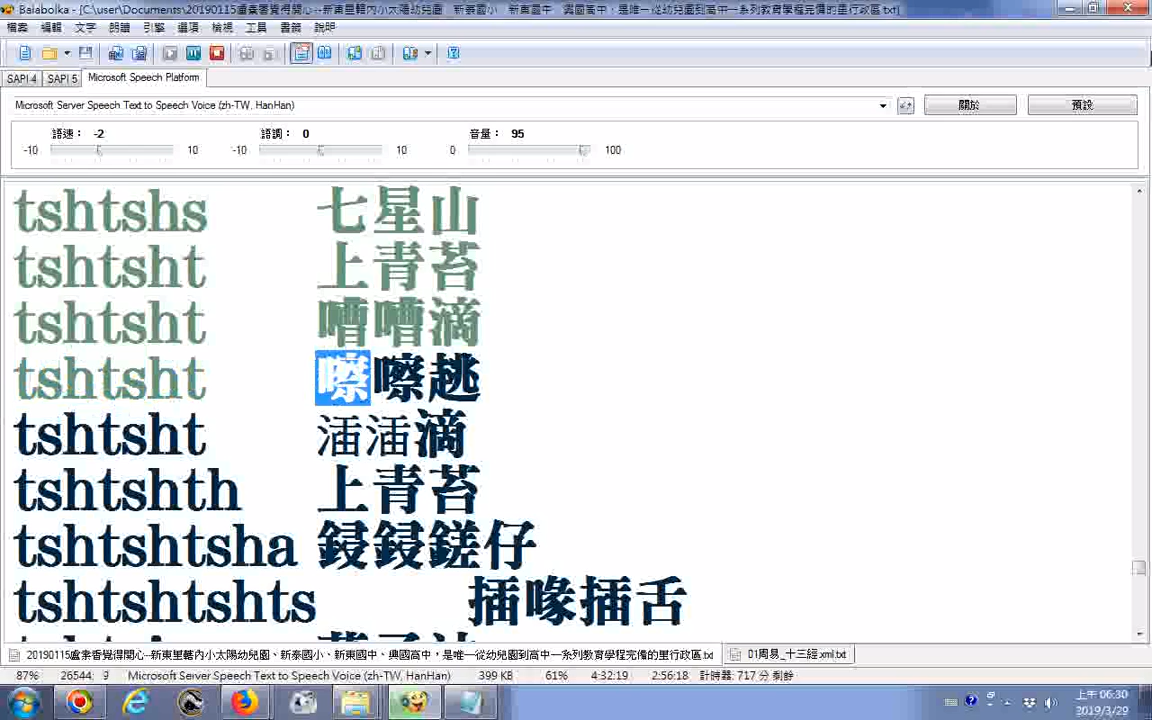 Balabolka - [C:\user\Documents\20190115盧彙香覺得開心--新東里轄內小太陽幼兒園、新泰國小、新東國中、興國高中，是唯一從幼兒園到高中一系列教育學程完備的里行政區.txt]
檔案 編輯 文字 朗讀 引擎 選項 檢視 工具 書籤 說明
SAPI 4 SAPI 5 Microsoft Speech Platform
Microsoft Server Speech Text to Speech Voice (zh-TW, HanHan) 關於 預設
語速： -2 語調： 0 音量： 95
-10 10 -10 10 0 100
tshtshs 七星山
tshtsht 上青苔
tshtsht 嘈嘈滴
tshtsht 嚓嚓趒
tshtsht 洅洅滴
tshtshth 上青苔
tshtshtsha 鋟鋟鎈仔
tshtshtshts 插喙插舌
20190115盧彙香覺得開心--新東里轄內小太陽幼兒園、新泰國小、新東國中、興國高中，是唯一從幼兒園到高中一系列教育學程完備的里行政區.txt 01周易_十三經.xml.txt
87% 26544: 9 Microsoft Server Speech Text to Speech Voice (zh-TW, HanHan) 399 KB 61% 4:32:19 2:56:18 計時器: 717 分 剩餘
上午 06:30
2019/3/29